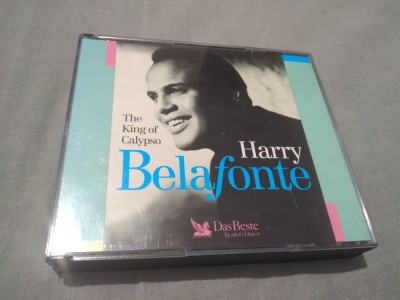 The
King of
Calypso
Harry
Belafonte
Das Beste
Reader's Digest